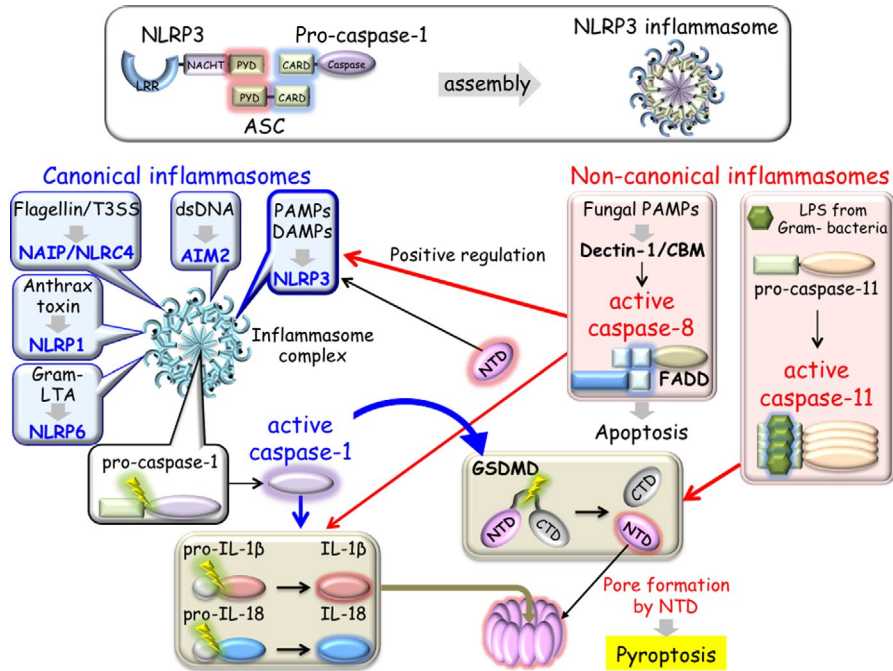 NLRP3
Pro-caspase-1
NLRP3 inflammasome
LRR
NACHT
PYD
CARD
Caspase
PYD
CARD
ASC
assembly
Canonical inflammasomes
Non-canonical inflammasomes
Flagellin/T3SS
NAIP/NLRC4
dsDNA
AIM2
PAMPs
DAMPs
NLRP3
Anthrax
toxin
NLRP1
Gram-
LTA
NLRP6
Inflammasome
complex
Positive regulation
NTD
Fungal PAMPs
Dectin-1/CBM
active
caspase-8
FADD
Apoptosis
LPS from
Gram- bacteria
pro-caspase-11
active
caspase-11
pro-caspase-1
active
caspase-1
GSDMD
NTD
CTD
CTD
NTD
pro-IL-1β
IL-1β
pro-IL-18
IL-18
Pore formation
by NTD
Pyroptosis